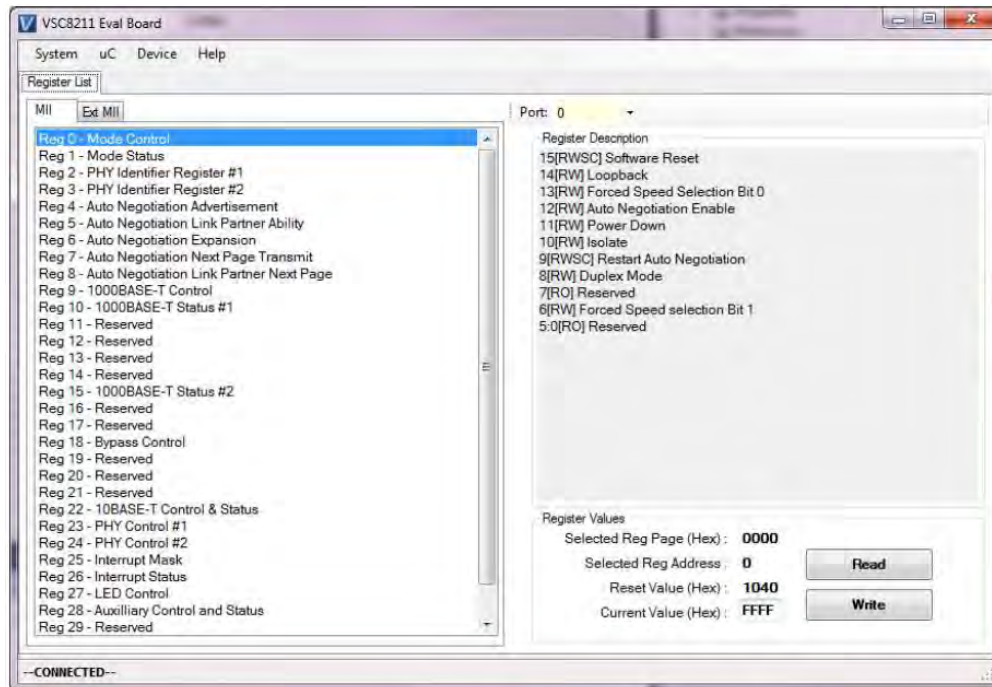 VSC8211 Eval Board
System uC Device Help
Register List
MII Ext MII
Reg 0 - Mode Control
Reg 1 - Mode Status
Reg 2 - PHY Identifier Register #1
Reg 3 - PHY Identifier Register #2
Reg 4 - Auto Negotiation Advertisement
Reg 5 - Auto Negotiation Link Partner Ability
Reg 6 - Auto Negotiation Expansion
Reg 7 - Auto Negotiation Next Page Transmit
Reg 8 - Auto Negotiation Link Partner Next Page
Reg 9 - 1000BASE-T Control
Reg 10 - 1000BASE-T Status #1
Reg 11 - Reserved
Reg 12 - Reserved
Reg 13 - Reserved
Reg 14 - Reserved
Reg 15 - 1000BASE-T Status #2
Reg 16 - Reserved
Reg 17 - Reserved
Reg 18 - Bypass Control
Reg 19 - Reserved
Reg 20 - Reserved
Reg 21 - Reserved
Reg 22 - 10BASE-T Control & Status
Reg 23 - PHY Control #1
Reg 24 - PHY Control #2
Reg 25 - Interrupt Mask
Reg 26 - Interrupt Status
Reg 27 - LED Control
Reg 28 - Auxilliary Control and Status
Reg 29 - Reserved
Port: 0
Register Description
15[RWSC] Software Reset
14[RW] Loopback
13[RW] Forced Speed Selection Bit 0
12[RW] Auto Negotiation Enable
11[RW] Power Down
10[RW] Isolate
9[RWSC] Restart Auto Negotiation
8[RW] Duplex Mode
7[RO] Reserved
6[RW] Forced Speed selection Bit 1
5:0[RO] Reserved
Register Values
Selected Reg Page (Hex) : 0000
Selected Reg Address : 0
Read
Reset Value (Hex) : 1040
Current Value (Hex) : FFFF
Write
--CONNECTED--